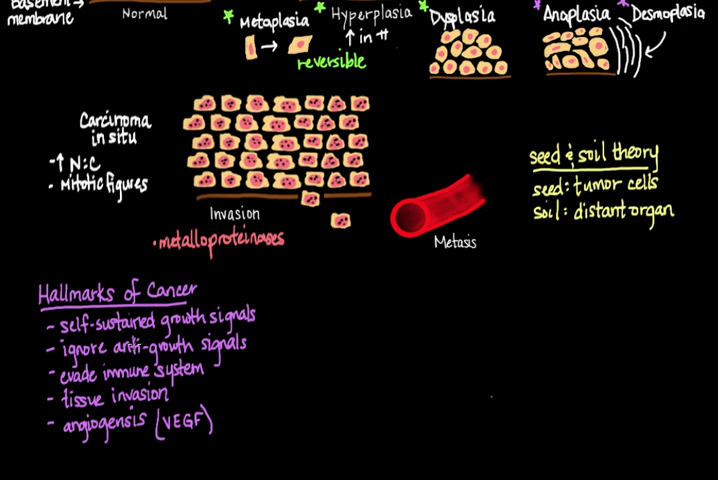 Basement
membrane
Normal
Metaplasia
Hyperplasia
↑ in #
reversible
Dysplasia
Anaplasia
Desmoplasia
Carcinoma
in situ
-↑ N:C
• Mitotic figures
Invasion
• metalloproteinases
Metasis
seed & soil theory
seed: tumor cells
soil: distant organ
Hallmarks of Cancer
- self-sustained growth signals
- ignore anti-growth signals
- evade immune system
- tissue invasion
- angiogensis (VEGF)